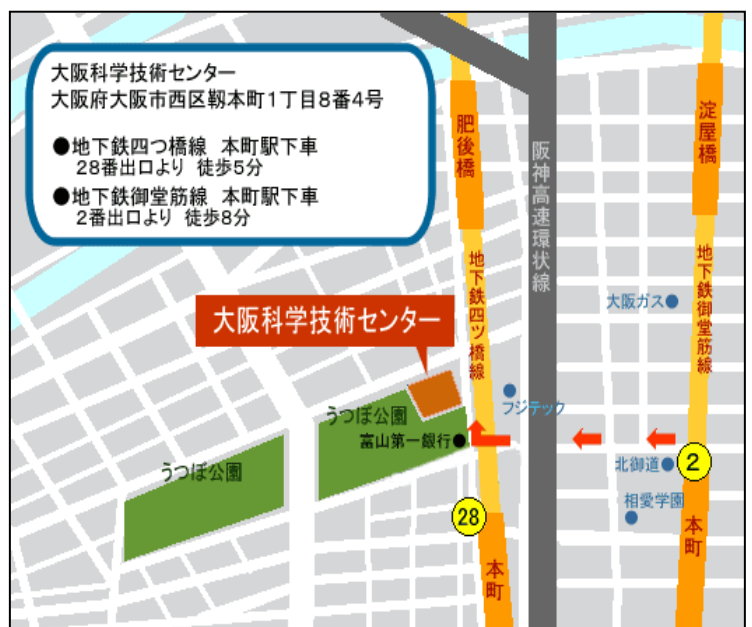 大阪科学技術センター
大阪府大阪市西区靱本町1丁目8番4号
●地下鉄四つ橋線 本町駅下車
28番出口より 徒歩5分
●地下鉄御堂筋線 本町駅下車
2番出口より 徒歩8分
肥後橋
淀屋橋
阪神高速環状線
地下鉄四ツ橋線
地下鉄御堂筋線
大阪ガス
大阪科学技術センター
フジテック
うつぼ公園
富山第一銀行
うつぼ公園
北御道
2
相愛学園
28
本町
本町